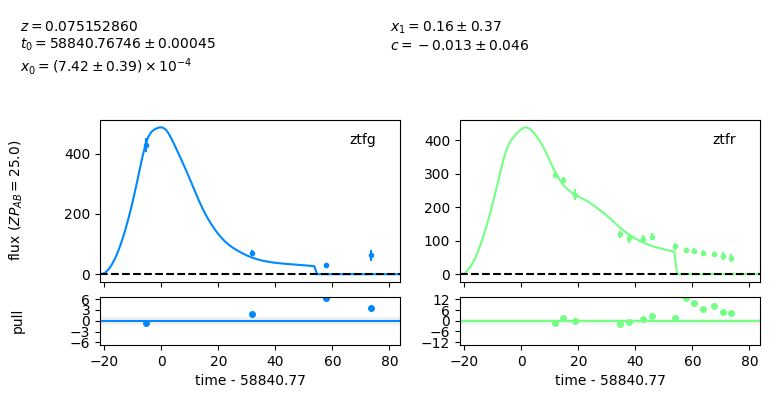 z = 0.075152860
t₀ = 58840.76746 ± 0.00045
x₀ = (7.42 ± 0.39) × 10⁻⁴
x₁ = 0.16 ± 0.37
c = −0.013 ± 0.046
flux (ZP_AB = 25.0)
ztfg
400
200
0
ztfr
400
300
200
100
0
pull
6
3
0
−3
−6
−20 0 20 40 60 80
time - 58840.77
12
6
0
−6
−12
−20 0 20 40 60 80
time - 58840.77